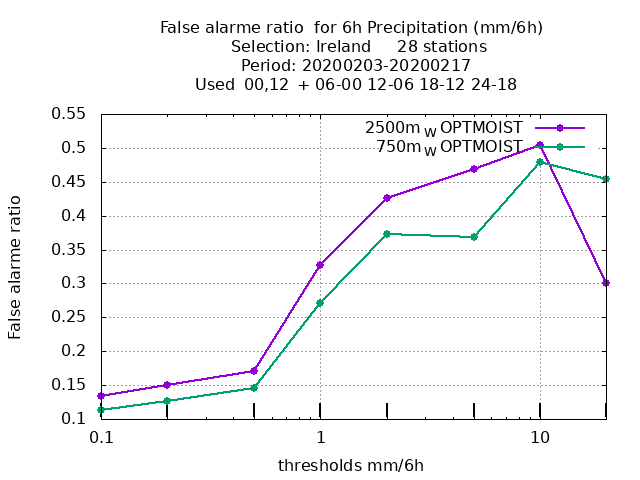 False alarme ratio  for 6h Precipitation (mm/6h)
Selection: Ireland     28 stations
Period: 20200203-20200217
Used  00,12  + 06-00 12-06 18-12 24-18
2500m W OPTMOIST
750m W OPTMOIST
0.55
0.5
0.45
0.4
0.35
0.3
0.25
0.2
0.15
0.1
False alarme ratio
0.1 1 10
thresholds mm/6h